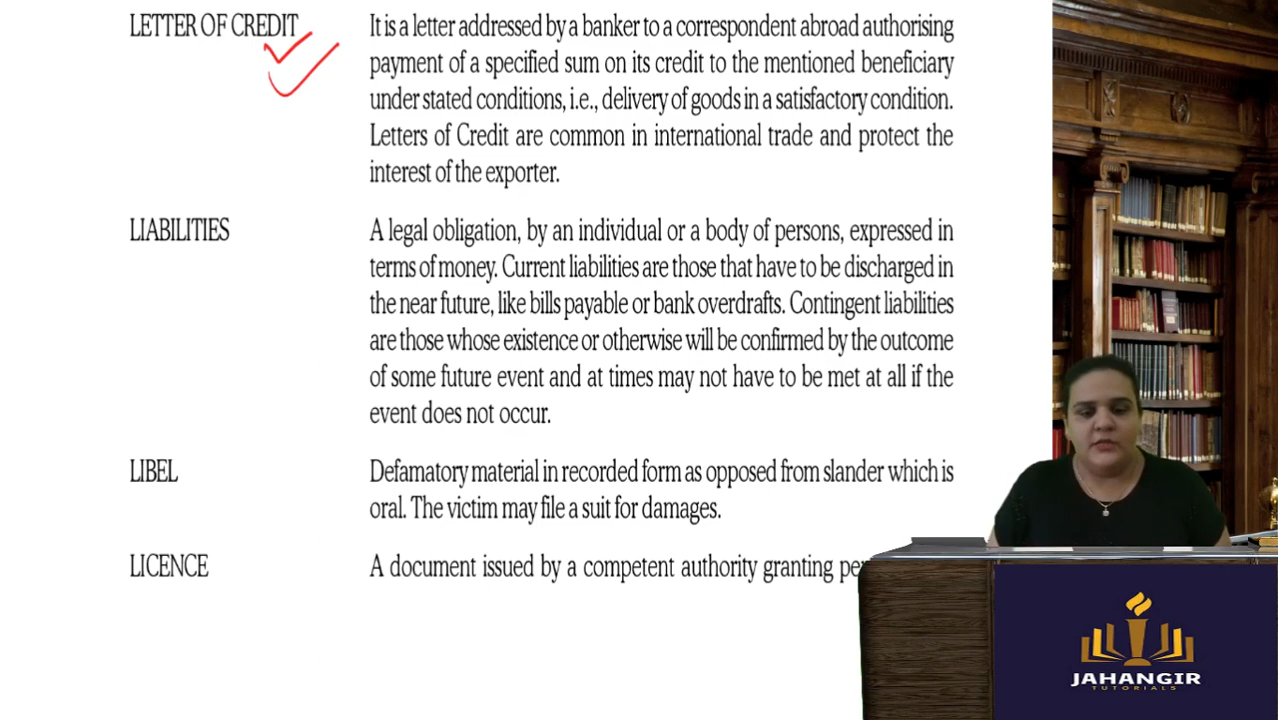 LETTER OF CREDIT
It is a letter addressed by a banker to a correspondent abroad authorising
payment of a specified sum on its credit to the mentioned beneficiary
under stated conditions, i.e., delivery of goods in a satisfactory condition.
Letters of Credit are common in international trade and protect the
interest of the exporter.
LIABILITIES
A legal obligation, by an individual or a body of persons, expressed in
terms of money. Current liabilities are those that have to be discharged in
the near future, like bills payable or bank overdrafts. Contingent liabilities
are those whose existence or otherwise will be confirmed by the outcome
of some future event and at times may not have to be met at all if the
event does not occur.
LIBEL
Defamatory material in recorded form as opposed from slander which is
oral. The victim may file a suit for damages.
LICENCE
A document issued by a competent authority granting
JAHANGIR
TUTORIALS